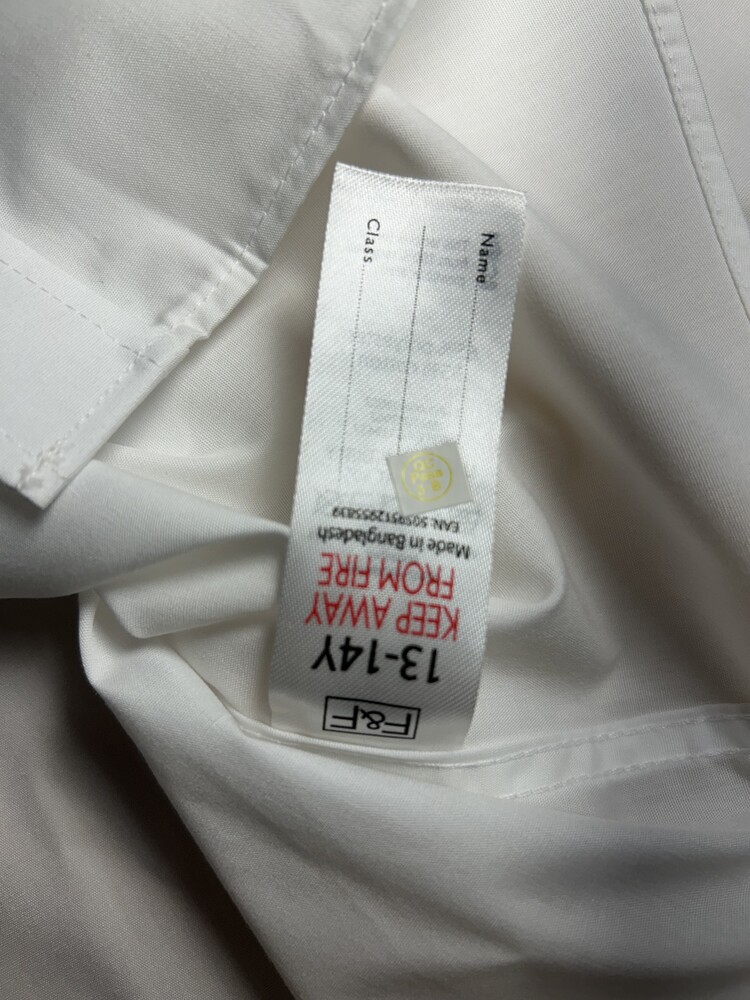 F&F
13-14Y
KEEP AWAY
FROM FIRE
Made in Bangladesh
EAN: 5059512955839
Name
Class